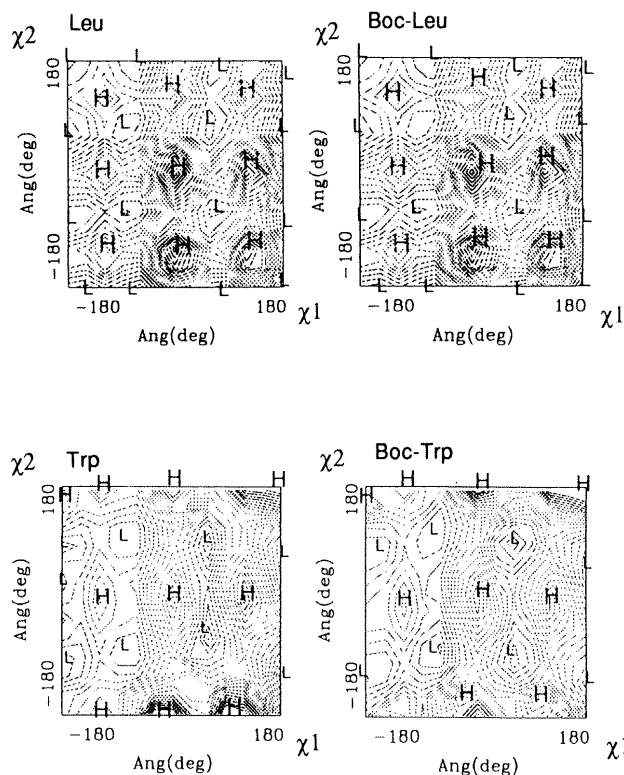 Leu
Boc-Leu
χ2
χ2
180
180
H H H
H H H
L L
L L
H H H
H H H
L L
L L
H H H
H H H
Ang(deg)
Ang(deg)
-180
-180
-180 180 χ1
-180 180 χ1
Ang(deg)
Ang(deg)
Trp
Boc-Trp
χ2
χ2
H H H H
H H H H
180
180
L L
L L L
H H H
H H H
L L L
L L
H H H
H H
Ang(deg)
Ang(deg)
-180
-180
-180 180 χ1
-180 180
Ang(deg)
Ang(deg)